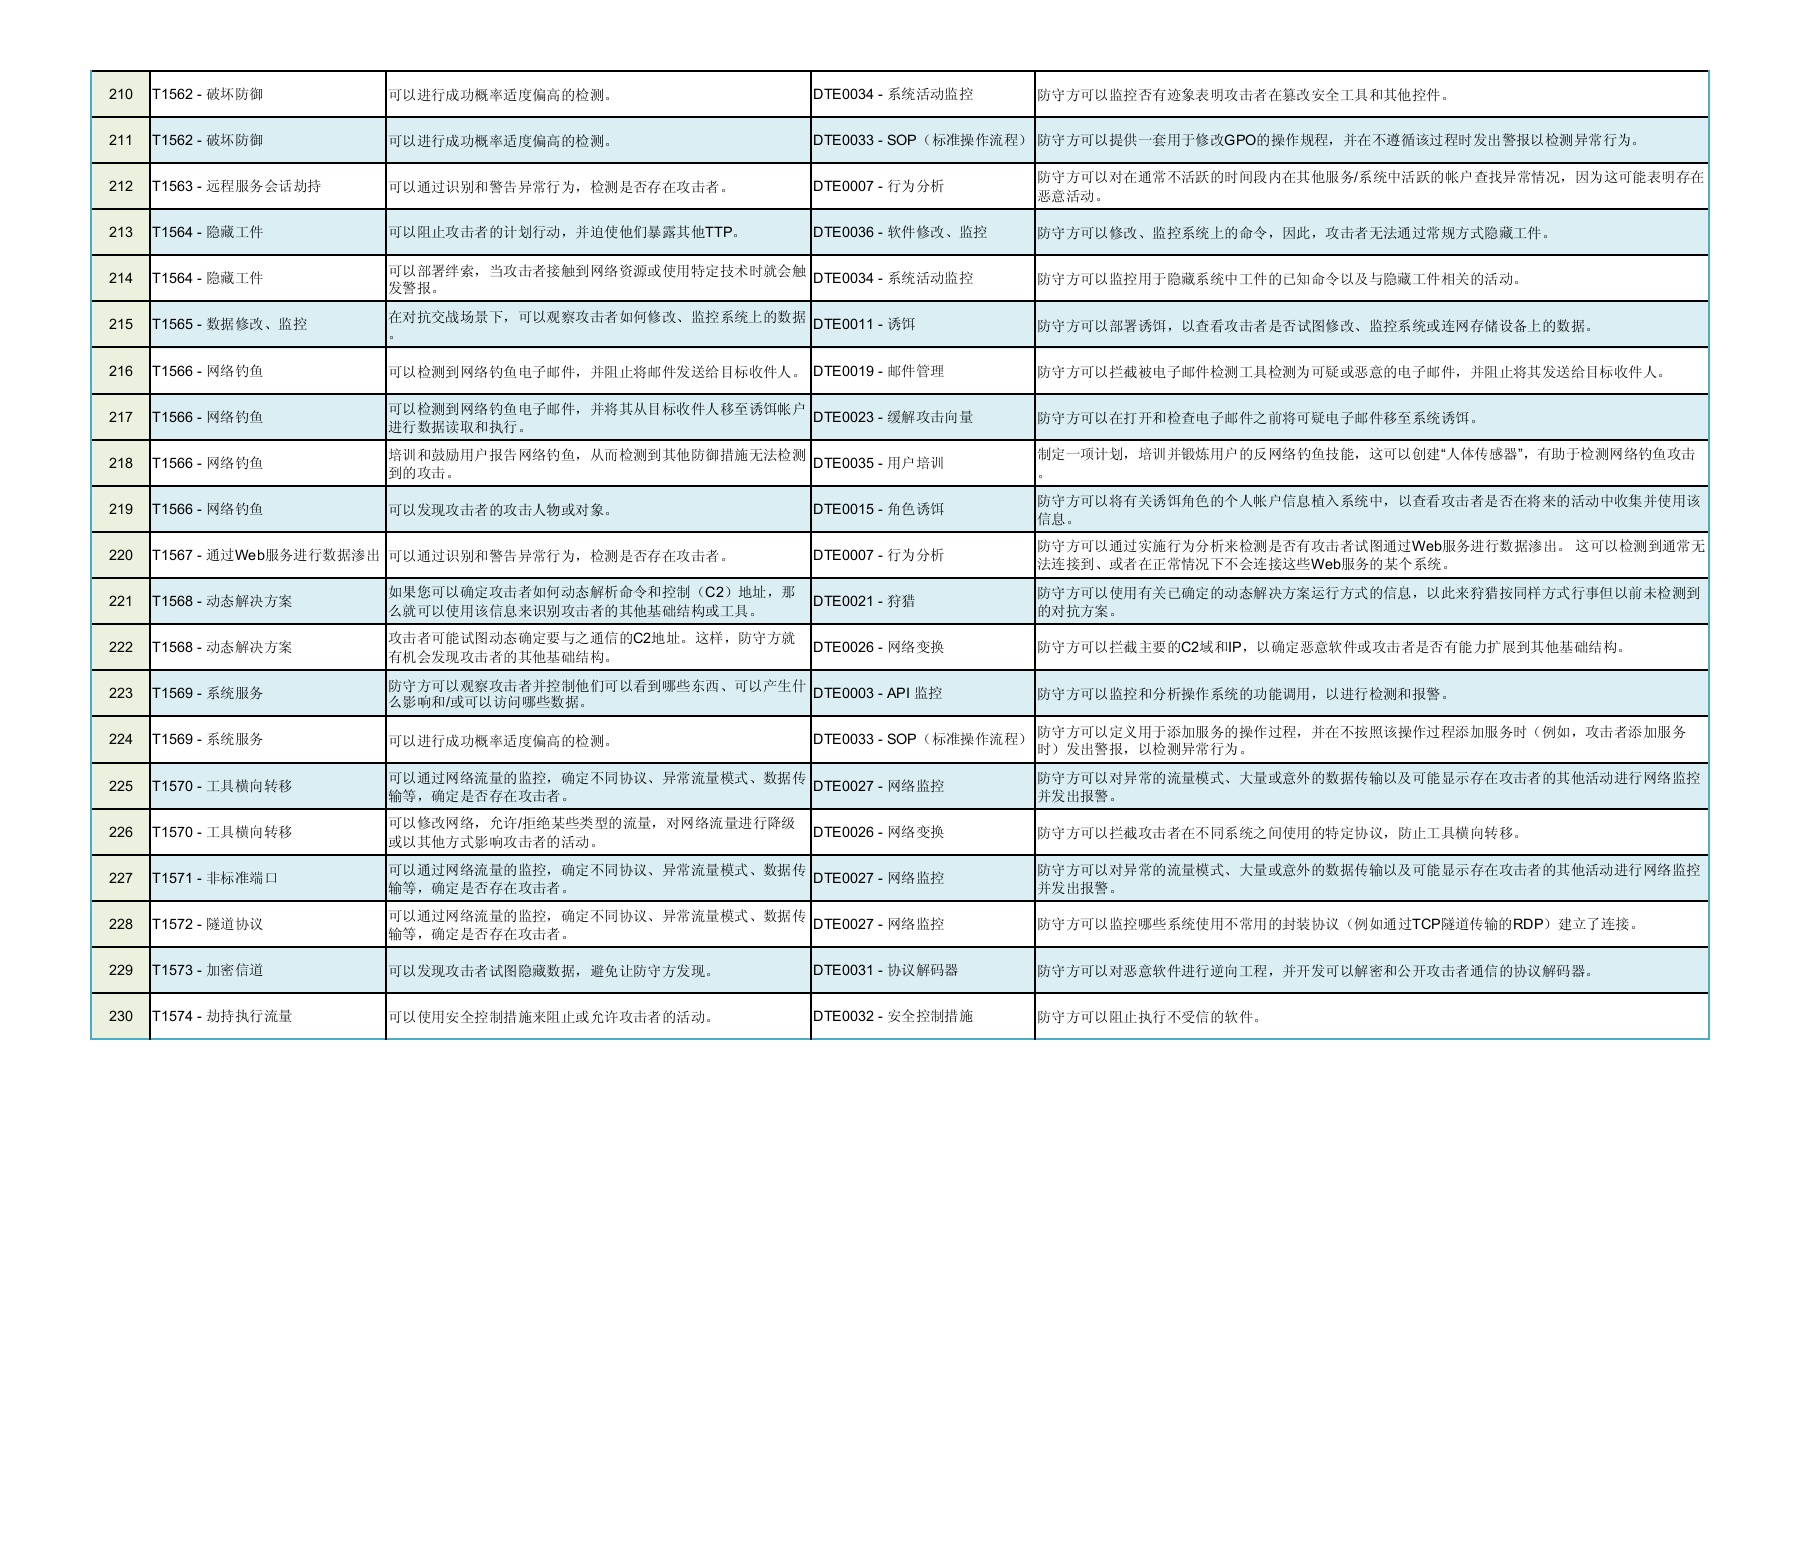 210 T1562 - 破坏防御 可以进行成功概率适度偏高的检测。 DTE0034 - 系统活动监控 防守方可以监控否有迹象表明攻击者在篡改安全工具和其他控件。
211 T1562 - 破坏防御 可以进行成功概率适度偏高的检测。 DTE0033 - SOP（标准操作流程） 防守方可以提供一套用于修改GPO的操作规程，并在不遵循该过程时发出警报以检测异常行为。
212 T1563 - 远程服务会话劫持 可以通过识别和警告异常行为，检测是否存在攻击者。 DTE0007 - 行为分析 防守方可以对在通常不活跃的时间段内在其他服务/系统中活跃的帐户查找异常情况，因为这可能表明存在
恶意活动。
213 T1564 - 隐藏工件 可以阻止攻击者的计划行动，并迫使他们暴露其他TTP。 DTE0036 - 软件修改、监控 防守方可以修改、监控系统上的命令，因此，攻击者无法通过常规方式隐藏工件。
214 T1564 - 隐藏工件 可以部署绊索，当攻击者接触到网络资源或使用特定技术时就会触
发警报。 DTE0034 - 系统活动监控 防守方可以监控用于隐藏系统中工件的已知命令以及与隐藏工件相关的活动。
215 T1565 - 数据修改、监控 在对抗交战场景下，可以观察攻击者如何修改、监控系统上的数据
。 DTE0011 - 诱饵 防守方可以部署诱饵，以查看攻击者是否试图修改、监控系统或连网存储设备上的数据。
216 T1566 - 网络钓鱼 可以检测到网络钓鱼电子邮件，并阻止将邮件发送给目标收件人。 DTE0019 - 邮件管理 防守方可以拦截被电子邮件检测工具检测为可疑或恶意的电子邮件，并阻止将其发送给目标收件人。
217 T1566 - 网络钓鱼 可以检测到网络钓鱼电子邮件，并将其从目标收件人移至诱饵帐户
进行数据读取和执行。 DTE0023 - 缓解攻击向量 防守方可以在打开和检查电子邮件之前将可疑电子邮件移至系统诱饵。
218 T1566 - 网络钓鱼 培训和鼓励用户报告网络钓鱼，从而检测到其他防御措施无法检测
到的攻击。 DTE0035 - 用户培训 制定一项计划，培训并锻炼用户的反网络钓鱼技能，这可以创建“人体传感器”，有助于检测网络钓鱼攻击
。
219 T1566 - 网络钓鱼 可以发现攻击者的攻击人物或对象。 DTE0015 - 角色诱饵 防守方可以将有关诱饵角色的个人帐户信息植入系统中，以查看攻击者是否在将来的活动中收集并使用该
信息。
220 T1567 - 通过Web服务进行数据渗出 可以通过识别和警告异常行为，检测是否存在攻击者。 DTE0007 - 行为分析 防守方可以通过实施行为分析来检测是否有攻击者试图通过Web服务进行数据渗出。 这可以检测到通常无
法连接到、或者在正常情况下不会连接这些Web服务的某个系统。
221 T1568 - 动态解决方案 如果您可以确定攻击者如何动态解析命令和控制（C2）地址，那
么就可以使用该信息来识别攻击者的其他基础结构或工具。 DTE0021 - 狩猎 防守方可以使用有关已确定的动态解决方案运行方式的信息，以此来狩猎按同样方式行事但以前未检测到
的对抗方案。
222 T1568 - 动态解决方案 攻击者可能试图动态确定要与之通信的C2地址。这样，防守方就
有机会发现攻击者的其他基础结构。 DTE0026 - 网络变换 防守方可以拦截主要的C2域和IP，以确定恶意软件或攻击者是否有能力扩展到其他基础结构。
223 T1569 - 系统服务 防守方可以观察攻击者并控制他们可以看到哪些东西、可以产生什
么影响和/或可以访问哪些数据。 DTE0003 - API 监控 防守方可以监控和分析操作系统的功能调用，以进行检测和报警。
224 T1569 - 系统服务 可以进行成功概率适度偏高的检测。 DTE0033 - SOP（标准操作流程） 防守方可以定义用于添加服务的操作过程，并在不按照该操作过程添加服务时（例如，攻击者添加服务
时）发出警报，以检测异常行为。
225 T1570 - 工具横向转移 可以通过网络流量的监控，确定不同协议、异常流量模式、数据传
输等，确定是否存在攻击者。 DTE0027 - 网络监控 防守方可以对异常的流量模式、大量或意外的数据传输以及可能显示存在攻击者的其他活动进行网络监控
并发出报警。
226 T1570 - 工具横向转移 可以修改网络，允许/拒绝某些类型的流量，对网络流量进行降级
或以其他方式影响攻击者的活动。 DTE0026 - 网络变换 防守方可以拦截攻击者在不同系统之间使用的特定协议，防止工具横向转移。
227 T1571 - 非标准端口 可以通过网络流量的监控，确定不同协议、异常流量模式、数据传
输等，确定是否存在攻击者。 DTE0027 - 网络监控 防守方可以对异常的流量模式、大量或意外的数据传输以及可能显示存在攻击者的其他活动进行网络监控
并发出报警。
228 T1572 - 隧道协议 可以通过网络流量的监控，确定不同协议、异常流量模式、数据传
输等，确定是否存在攻击者。 DTE0027 - 网络监控 防守方可以监控哪些系统使用不常用的封装协议（例如通过TCP隧道传输的RDP）建立了连接。
229 T1573 - 加密信道 可以发现攻击者试图隐藏数据，避免让防守方发现。 DTE0031 - 协议解码器 防守方可以对恶意软件进行逆向工程，并开发可以解密和公开攻击者通信的协议解码器。
230 T1574 - 劫持执行流量 可以使用安全控制措施来阻止或允许攻击者的活动。 DTE0032 - 安全控制措施 防守方可以阻止执行不受信的软件。